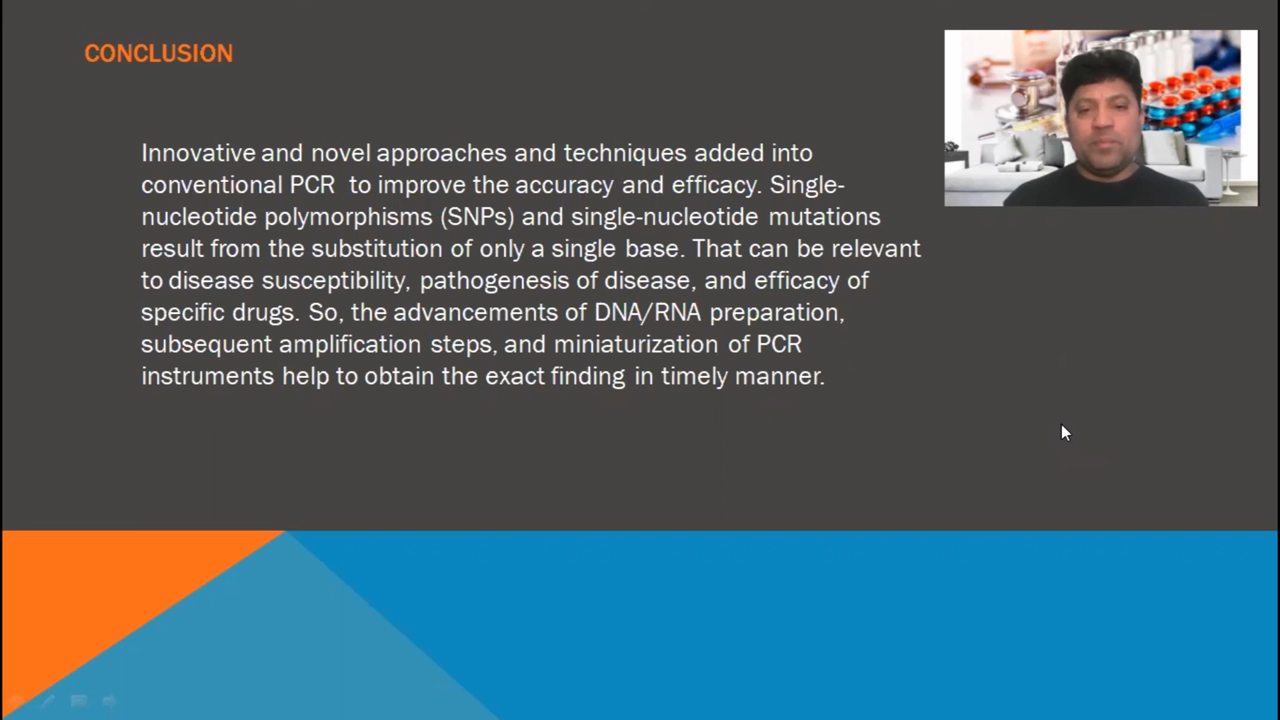 CONCLUSION
Innovative and novel approaches and techniques added into
conventional PCR  to improve the accuracy and efficacy. Single-
nucleotide polymorphisms (SNPs) and single-nucleotide mutations
result from the substitution of only a single base. That can be relevant
to disease susceptibility, pathogenesis of disease, and efficacy of
specific drugs. So, the advancements of DNA/RNA preparation,
subsequent amplification steps, and miniaturization of PCR
instruments help to obtain the exact finding in timely manner.